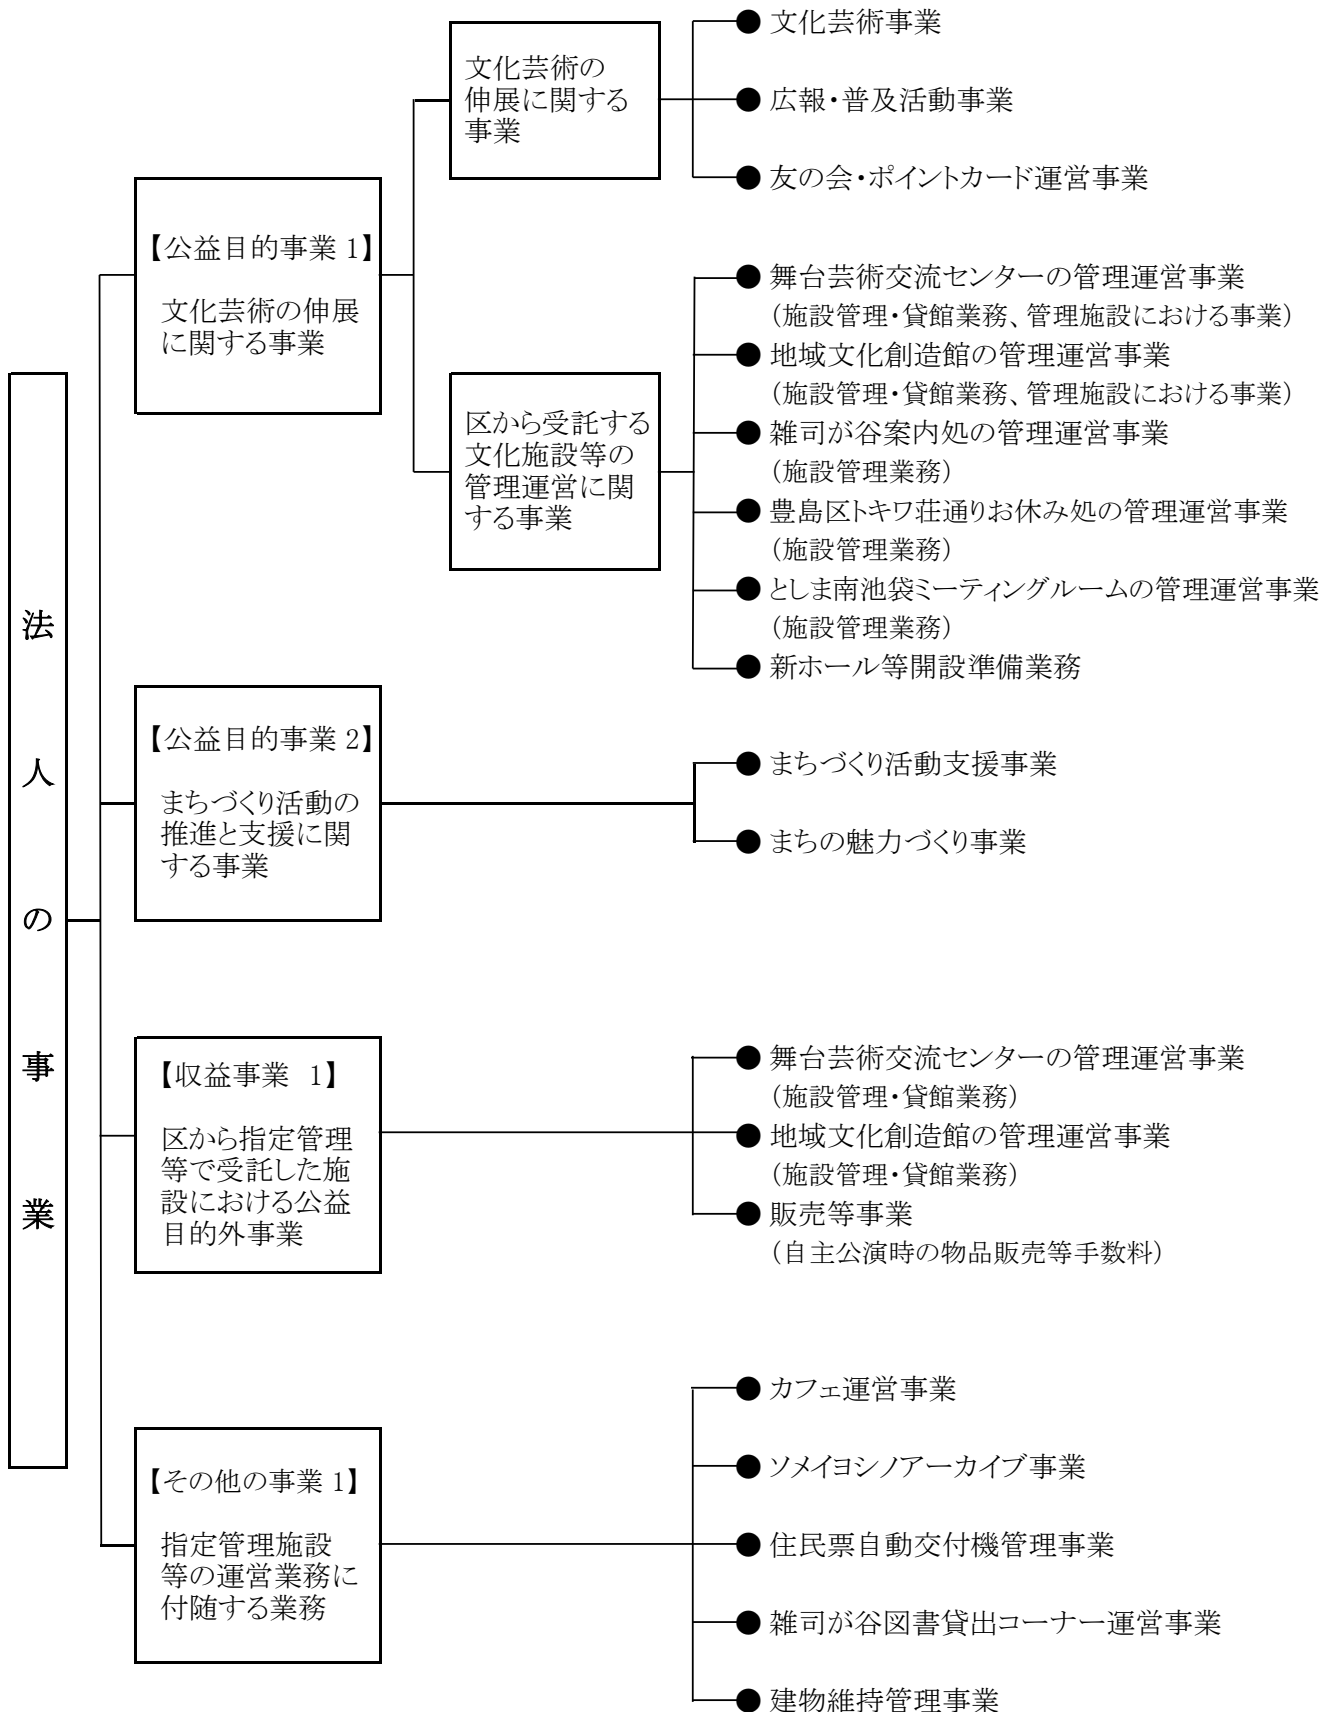 法人の事業
【公益目的事業 1】
文化芸術の伸展
に関する事業
文化芸術の
伸展に関する
事業
●文化芸術事業
●広報・普及活動事業
●友の会・ポイントカード運営事業
区から受託する
文化施設等の
管理運営に関
する事業
●舞台芸術交流センターの管理運営事業
(施設管理・貸館業務、管理施設における事業)
●地域文化創造館の管理運営事業
(施設管理・貸館業務、管理施設における事業)
●雑司が谷案内処の管理運営事業
(施設管理業務)
●豊島区トキワ荘通りお休み処の管理運営事業
(施設管理業務)
●としま南池袋ミーティングルームの管理運営事業
(施設管理業務)
●新ホール等開設準備業務
【公益目的事業 2】
まちづくり活動の
推進と支援に関
する事業
●まちづくり活動支援事業
●まちの魅力づくり事業
【収益事業 1】
区から指定管理
等で受託した施
設における公益
目的外事業
●舞台芸術交流センターの管理運営事業
(施設管理・貸館業務)
●地域文化創造館の管理運営事業
(施設管理・貸館業務)
●販売等事業
(自主公演時の物品販売等手数料)
【その他の事業 1】
指定管理施設
等の運営業務に
付随する業務
●カフェ運営事業
●ソメイヨシノアーカイブ事業
●住民票自動交付機管理事業
●雑司が谷図書貸出コーナー運営事業
●建物維持管理事業